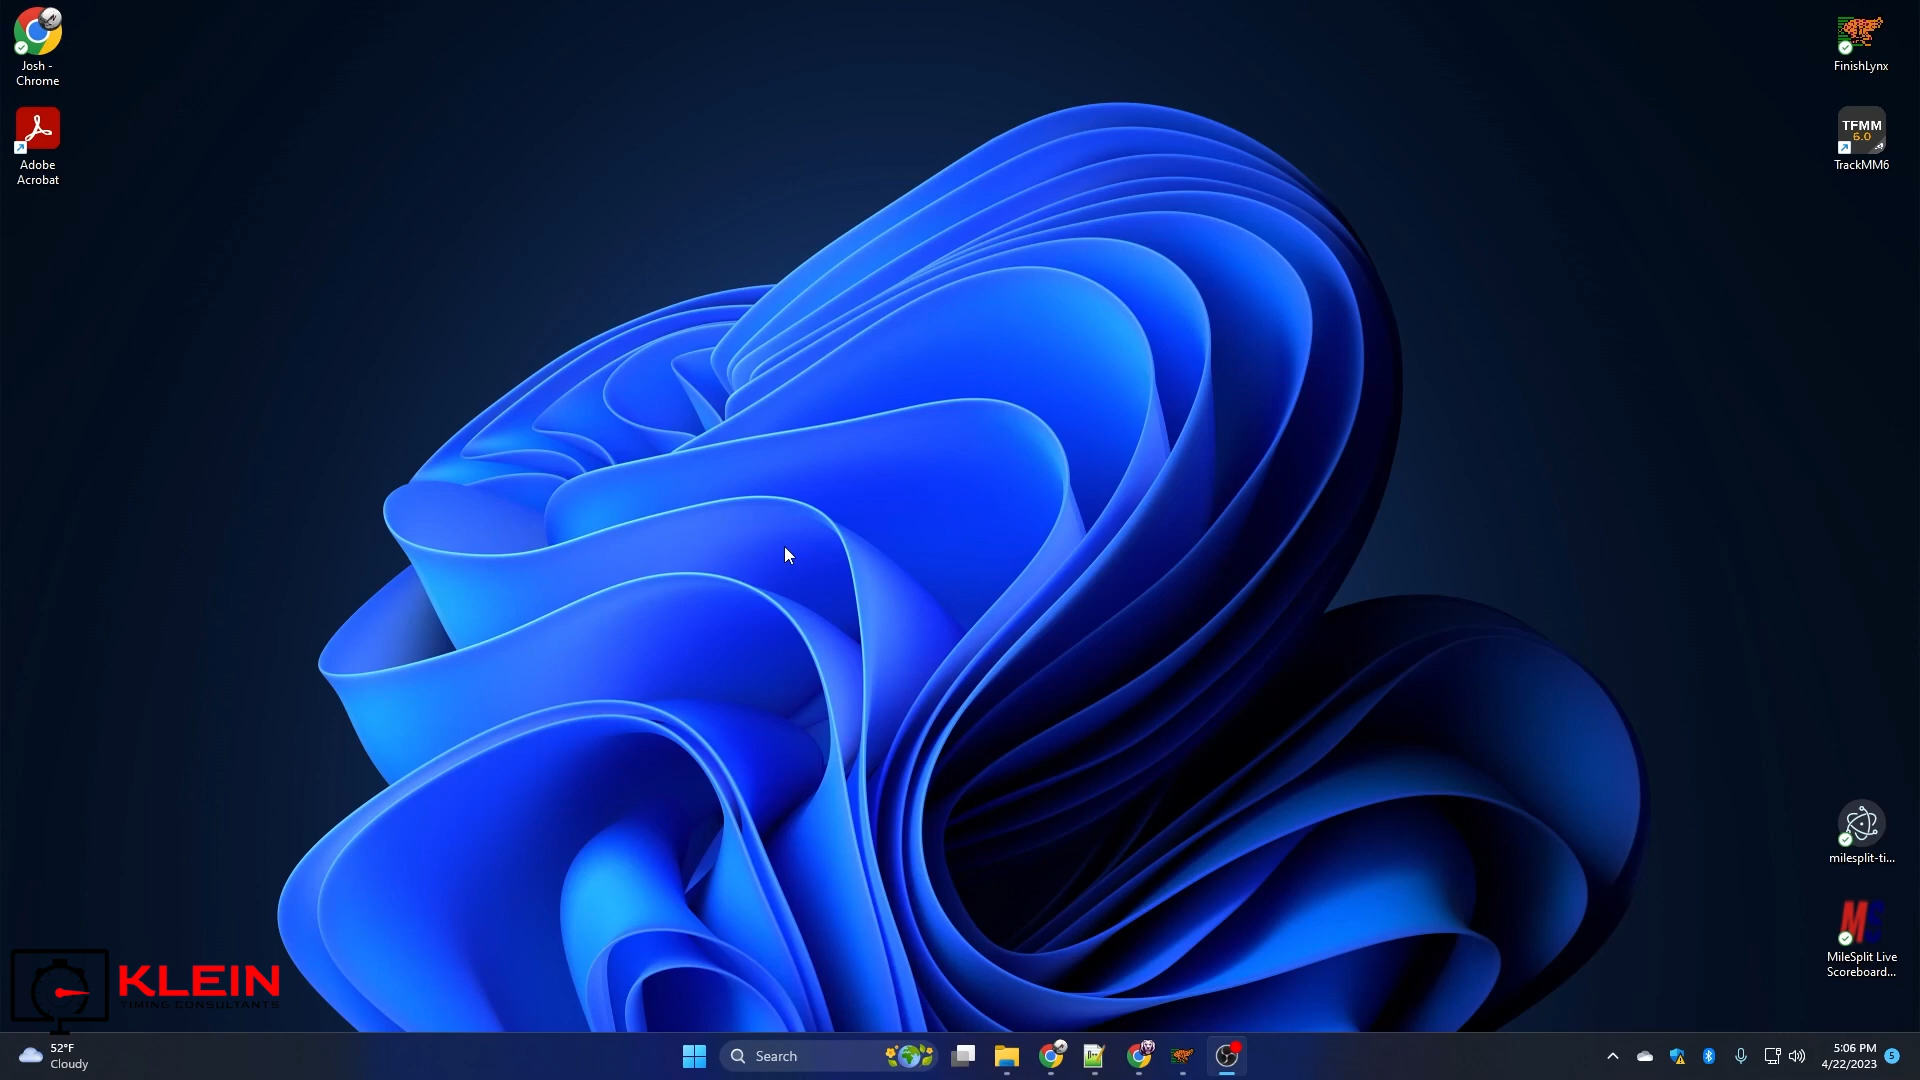 Josh -
Chrome
Adobe
Acrobat
FinishLynx
TFMM
6.0
TrackMM6
milesplit-ti...
MileSplit Live
Scoreboard...
KLEIN
TIMING CONSULTANTS
52°F
Cloudy
Search
5:06 PM
4/22/2023
5